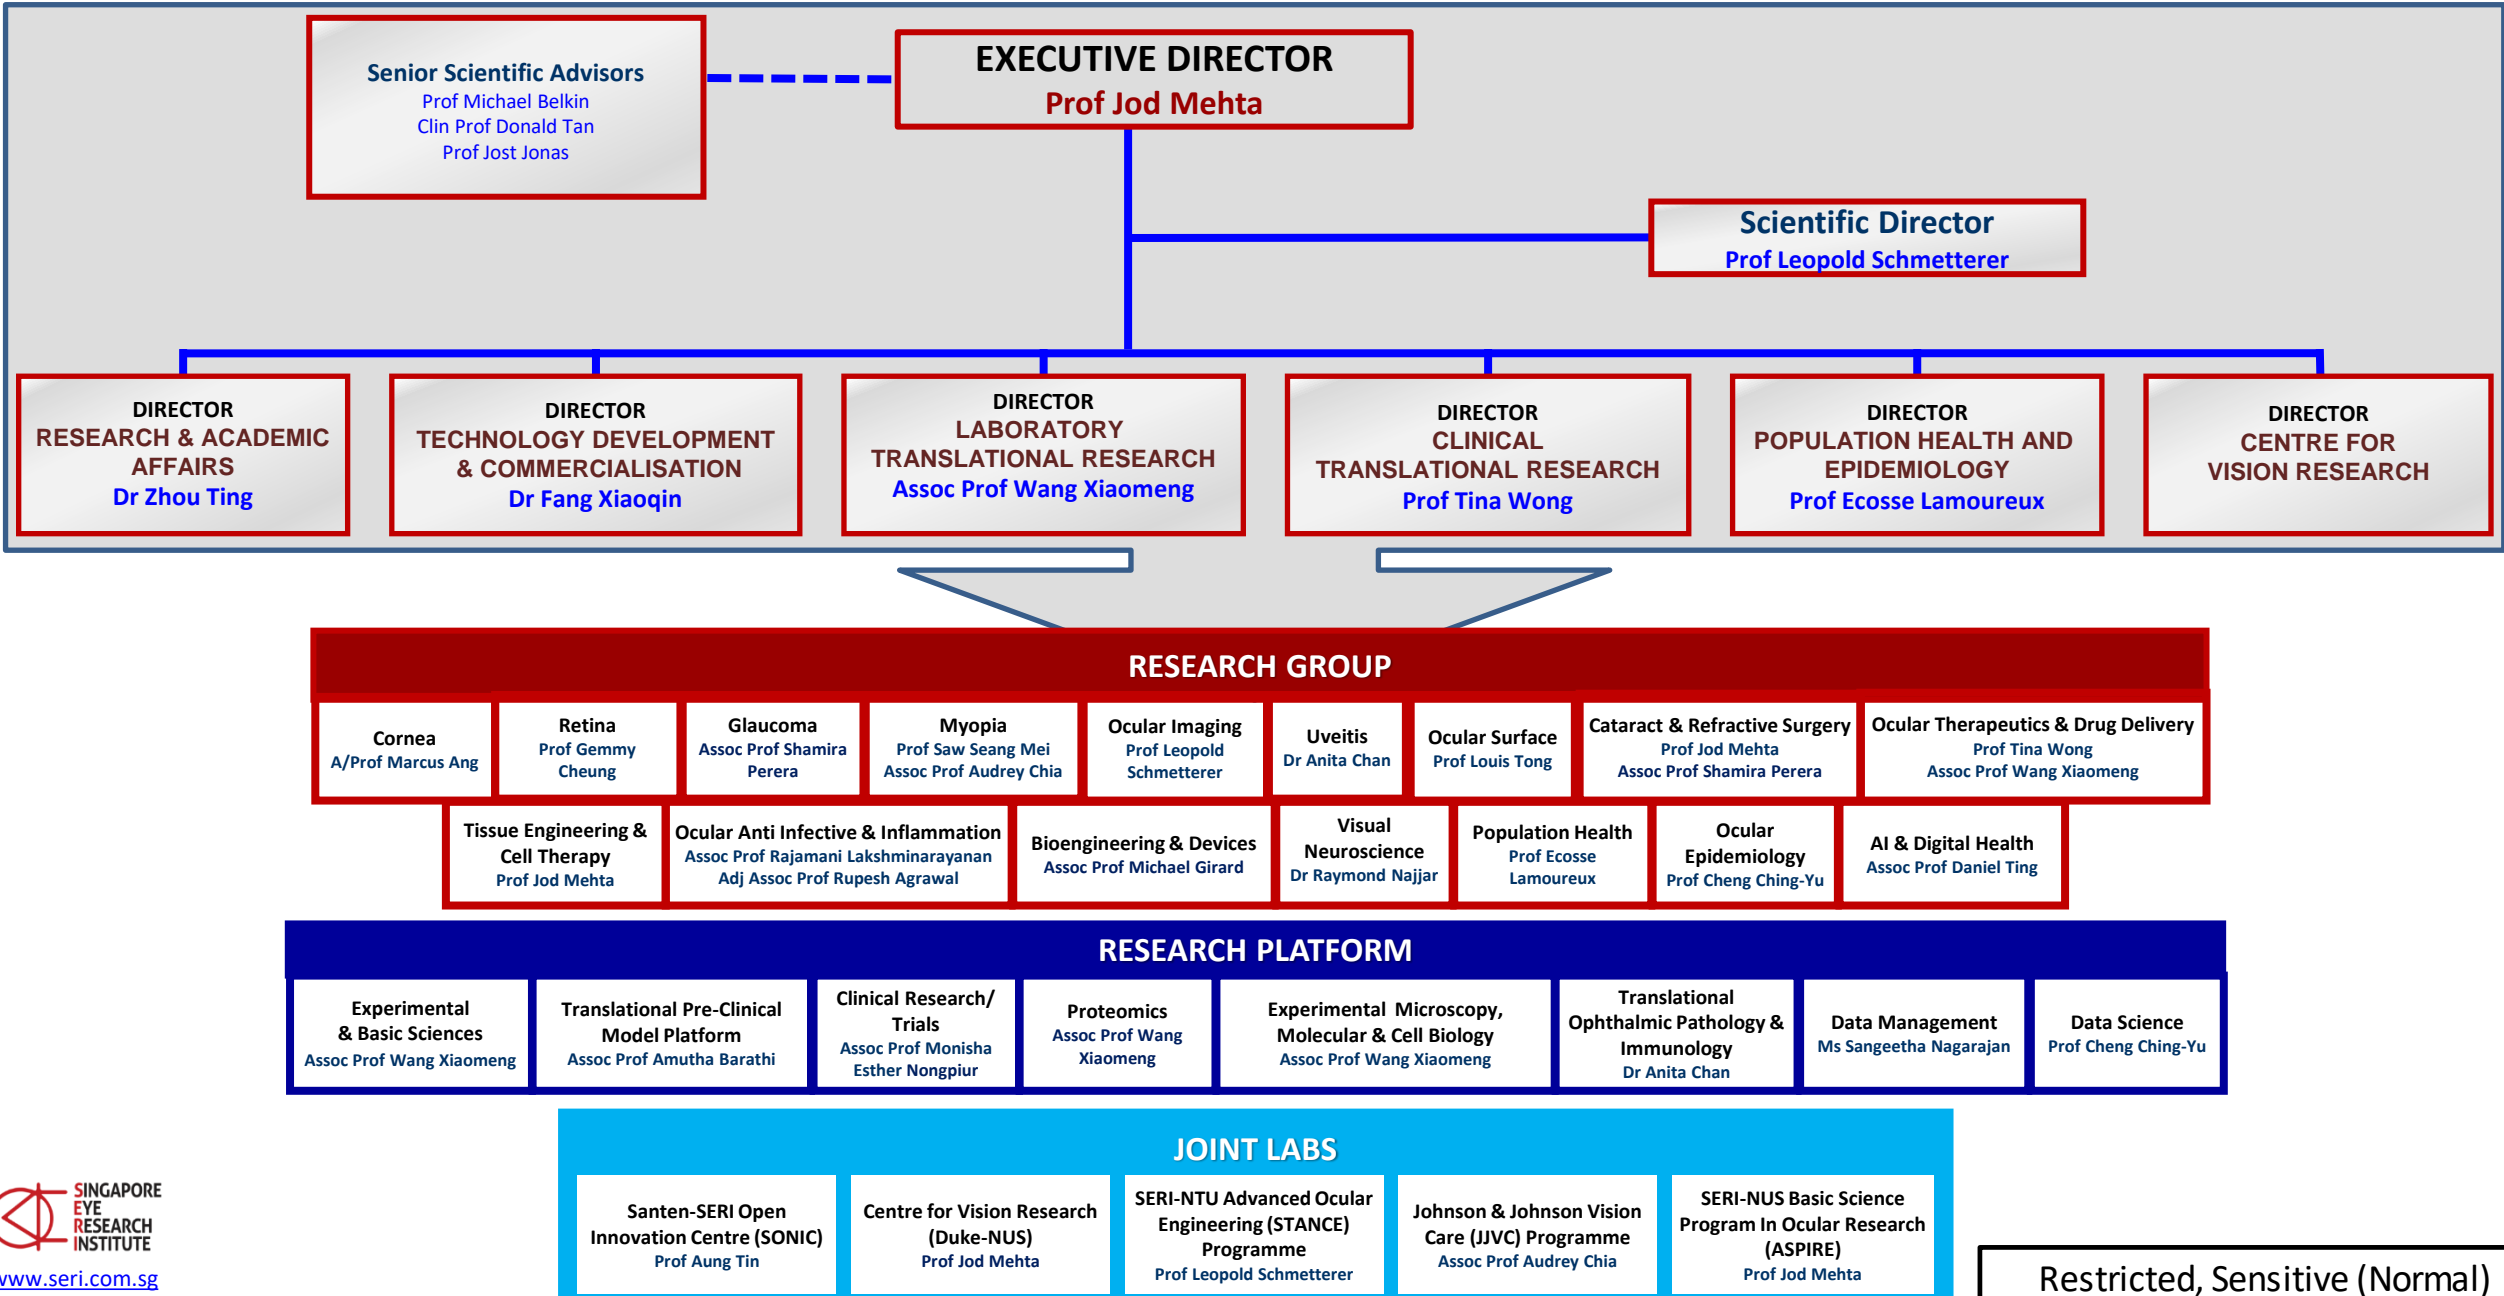 Senior Scientific Advisors
Prof Michael Belkin
Clin Prof Donald Tan
Prof Jost Jonas
EXECUTIVE DIRECTOR
Prof Jod Mehta
Scientific Director
Prof Leopold Schmetterer
DIRECTOR
RESEARCH & ACADEMIC
AFFAIRS
Dr Zhou Ting
DIRECTOR
TECHNOLOGY DEVELOPMENT
& COMMERCIALISATION
Dr Fang Xiaoqin
DIRECTOR
LABORATORY
TRANSLATIONAL RESEARCH
Assoc Prof Wang Xiaomeng
DIRECTOR
CLINICAL
TRANSLATIONAL RESEARCH
Prof Tina Wong
DIRECTOR
POPULATION HEALTH AND
EPIDEMIOLOGY
Prof Ecosse Lamoureux
DIRECTOR
CENTRE FOR
VISION RESEARCH
RESEARCH GROUP
Cornea
A/Prof Marcus Ang
Retina
Prof Gemmy
Cheung
Glaucoma
Assoc Prof Shamira
Perera
Myopia
Prof Saw Seang Mei
Assoc Prof Audrey Chia
Ocular Imaging
Prof Leopold
Schmetterer
Uveitis
Dr Anita Chan
Ocular Surface
Prof Louis Tong
Cataract & Refractive Surgery
Prof Jod Mehta
Assoc Prof Shamira Perera
Ocular Therapeutics & Drug Delivery
Prof Tina Wong
Assoc Prof Wang Xiaomeng
Tissue Engineering &
Cell Therapy
Prof Jod Mehta
Ocular Anti Infective & Inflammation
Assoc Prof Rajamani Lakshminarayanan
Adj Assoc Prof Rupesh Agrawal
Bioengineering & Devices
Assoc Prof Michael Girard
Visual
Neuroscience
Dr Raymond Najjar
Population Health
Prof Ecosse
Lamoureux
Ocular
Epidemiology
Prof Cheng Ching-Yu
AI & Digital Health
Assoc Prof Daniel Ting
RESEARCH PLATFORM
Experimental
& Basic Sciences
Assoc Prof Wang Xiaomeng
Translational Pre-Clinical
Model Platform
Assoc Prof Amutha Barathi
Clinical Research/
Trials
Assoc Prof Monisha
Esther Nongpiur
Proteomics
Assoc Prof Wang
Xiaomeng
Experimental Microscopy,
Molecular & Cell Biology
Assoc Prof Wang Xiaomeng
Translational
Ophthalmic Pathology &
Immunology
Dr Anita Chan
Data Management
Ms Sangeetha Nagarajan
Data Science
Prof Cheng Ching-Yu
JOINT LABS
Santen-SERI Open
Innovation Centre (SONIC)
Prof Aung Tin
Centre for Vision Research
(Duke-NUS)
Prof Jod Mehta
SERI-NTU Advanced Ocular
Engineering (STANCE)
Programme
Prof Leopold Schmetterer
Johnson & Johnson Vision
Care (JJVC) Programme
Assoc Prof Audrey Chia
SERI-NUS Basic Science
Program In Ocular Research
(ASPIRE)
Prof Jod Mehta
SINGAPORE
EYE
RESEARCH
INSTITUTE
www.seri.com.sg
Restricted, Sensitive (Normal)